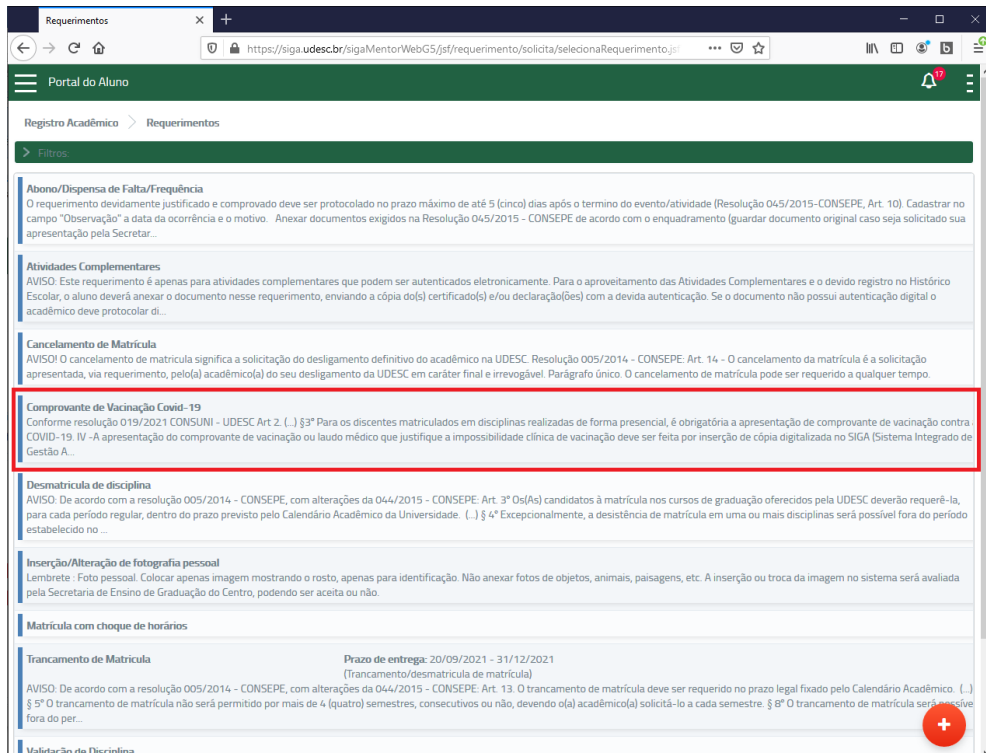 Requerimentos
https://siga.udesc.br/sigaMentorWebG5/jsf/requerimento/solicita/selecionaRequerimento.jsf
Portal do Aluno
17
Registro Acadêmico > Requerimentos
> Filtros:
Abono/Dispensa de Falta/Frequência
O requerimento devidamente justificado e comprovado deve ser protocolado no prazo máximo de até 5 (cinco) dias após o termino do evento/atividade (Resolução 045/2015-CONSEPE, Art. 10). Cadastrar no
campo "Observação" a data da ocorrência e o motivo. Anexar documentos exigidos na Resolução 045/2015 - CONSEPE de acordo com o enquadramento (guardar documento original caso seja solicitado sua
apresentação pela Secretar...
Atividades Complementares
AVISO: Este requerimento é apenas para atividades complementares que podem ser autenticados eletronicamente. Para o aproveitamento das Atividades Complementares e o devido registro no Histórico
Escolar, o aluno deverá anexar o documento nesse requerimento, enviando a cópia do(s) certificado(s) e/ou declaração(ões) com a devida autenticação. Se o documento não possui autenticação digital o
acadêmico deve protocolar di...
Cancelamento de Matrícula
AVISO! O cancelamento de matricula significa a solicitação do desligamento definitivo do acadêmico na UDESC. Resolução 005/2014 - CONSEPE: Art. 14 - O cancelamento da matrícula é a solicitação
apresentada, via requerimento, pelo(a) acadêmico(a) do seu desligamento da UDESC em caráter final e irrevogável. Parágrafo único. O cancelamento de matrícula pode ser requerido a qualquer tempo.
Comprovante de Vacinação Covid-19
Conforme resolução 019/2021 CONSUNI - UDESC Art 2. (...) §3° Para os discentes matriculados em disciplinas realizadas de forma presencial, é obrigatória a apresentação de comprovante de vacinação contra
COVID-19. IV -A apresentação do comprovante de vacinação ou laudo médico que justifique a impossibilidade clínica de vacinação deve ser feita por inserção de cópia digitalizada no SIGA (Sistema Integrado de
Gestão A...
Desmatricula de disciplina
AVISO: De acordo com a resolução 005/2014 - CONSEPE, com alterações da 044/2015 - CONSEPE: Art. 3° Os(As) candidatos à matrícula nos cursos de graduação oferecidos pela UDESC deverão requerê-la,
para cada período regular, dentro do prazo previsto pelo Calendário Acadêmico da Universidade. (...) § 4° Excepcionalmente, a desistência de matrícula em uma ou mais disciplinas será possível fora do período
estabelecido no ...
Inserção/Alteração de fotografia pessoal
Lembrete : Foto pessoal. Colocar apenas imagem mostrando o rosto, apenas para identificação. Não anexar fotos de objetos, animais, paisagens, etc. A inserção ou troca da imagem no sistema será avaliada
pela Secretaria de Ensino de Graduação do Centro, podendo ser aceita ou não.
Matrícula com choque de horários
Trancamento de Matricula Prazo de entrega: 20/09/2021 - 31/12/2021
(Trancamento/desmatricula de matrícula)
AVISO: De acordo com a resolução 005/2014 - CONSEPE, com alterações da 044/2015 - CONSEPE: Art. 13. O trancamento de matrícula deve ser requerido no prazo legal fixado pelo Calendário Acadêmico. (...)
§ 5° O trancamento de matrícula não será permitido por mais de 4 (quatro) semestres, consecutivos ou não, devendo o(a) acadêmico(a) solicitá-lo a cada semestre. § 8° O trancamento de matrícula será
fora do per...
Validação de Disciplina